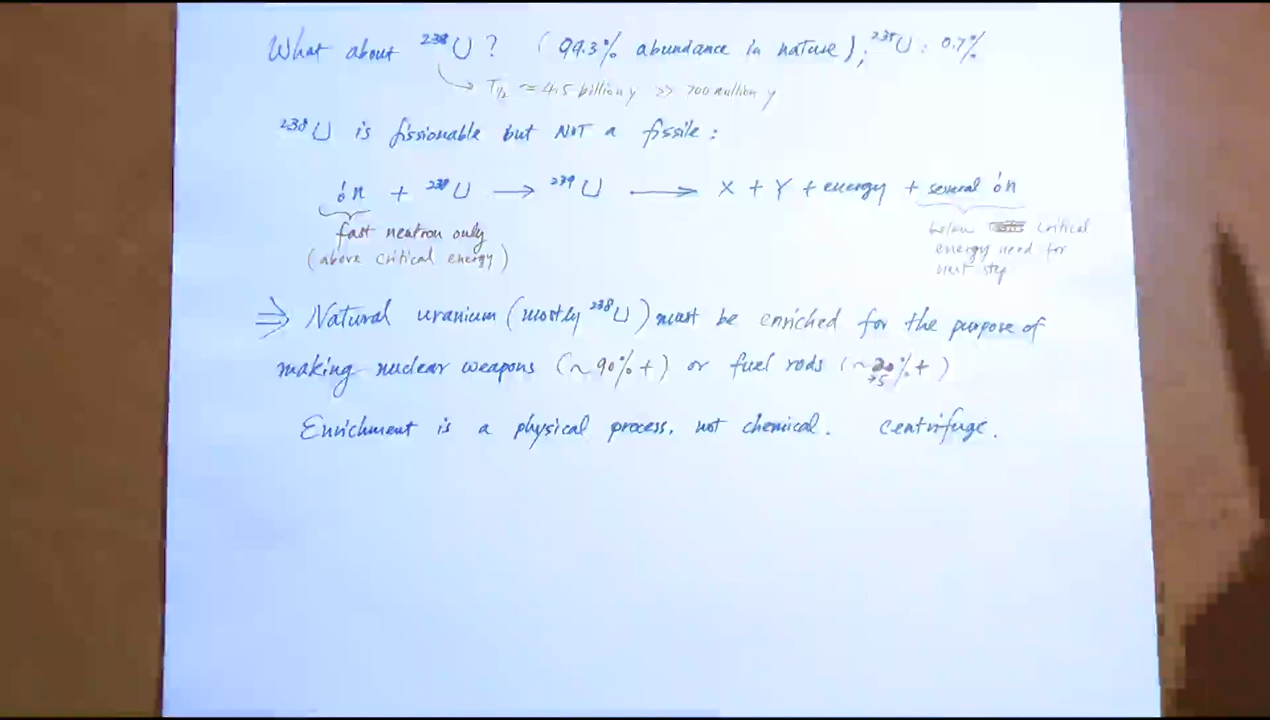 What about ²³⁸U? (99.3% abundance in nature); ²³⁵U: 0.7%
T₁/₂ ≈ 4.5 billion y >> 700 million y
²³⁸U is fissionable but NOT a fissile:
¹₀n + ²³⁸U → ²³⁹U → X + Y + energy + several ¹₀n
fast neutron only
(above critical energy)
below critical
energy need for
next step
⇒ Natural uranium (mostly ²³⁸U) must be enriched for the purpose of
making nuclear weapons (~90%+) or fuel rods (~20%+)
Enrichment is a physical process, not chemical. Centrifuge.